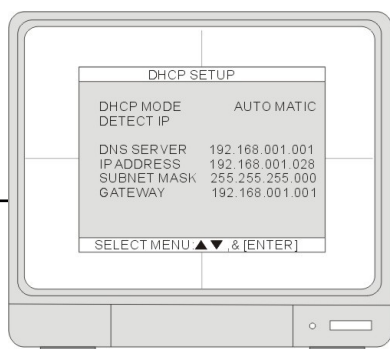 DHCP SETUP
DHCP MODE AUTO MATIC
DETECT IP
DNS SERVER 192.168.001.001
IP ADDRESS 192.168.001.028
SUBNET MASK 255.255.255.000
GATEWAY 192.168.001.001
SELECT MENU:▲▼,& [ENTER]